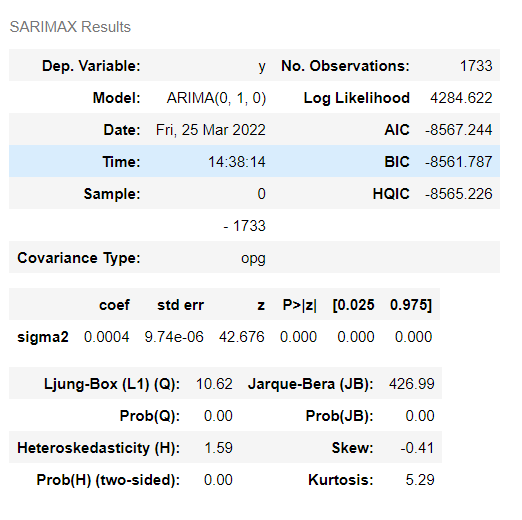 SARIMAX Results
Dep. Variable: y No. Observations: 1733
Model: ARIMA(0, 1, 0) Log Likelihood 4284.622
Date: Fri, 25 Mar 2022 AIC -8567.244
Time: 14:38:14 BIC -8561.787
Sample: 0 HQIC -8565.226
- 1733
Covariance Type: opg
coef std err z P>|z| [0.025 0.975]
sigma2 0.0004 9.74e-06 42.676 0.000 0.000 0.000
Ljung-Box (L1) (Q): 10.62 Jarque-Bera (JB): 426.99
Prob(Q): 0.00 Prob(JB): 0.00
Heteroskedasticity (H): 1.59 Skew: -0.41
Prob(H) (two-sided): 0.00 Kurtosis: 5.29